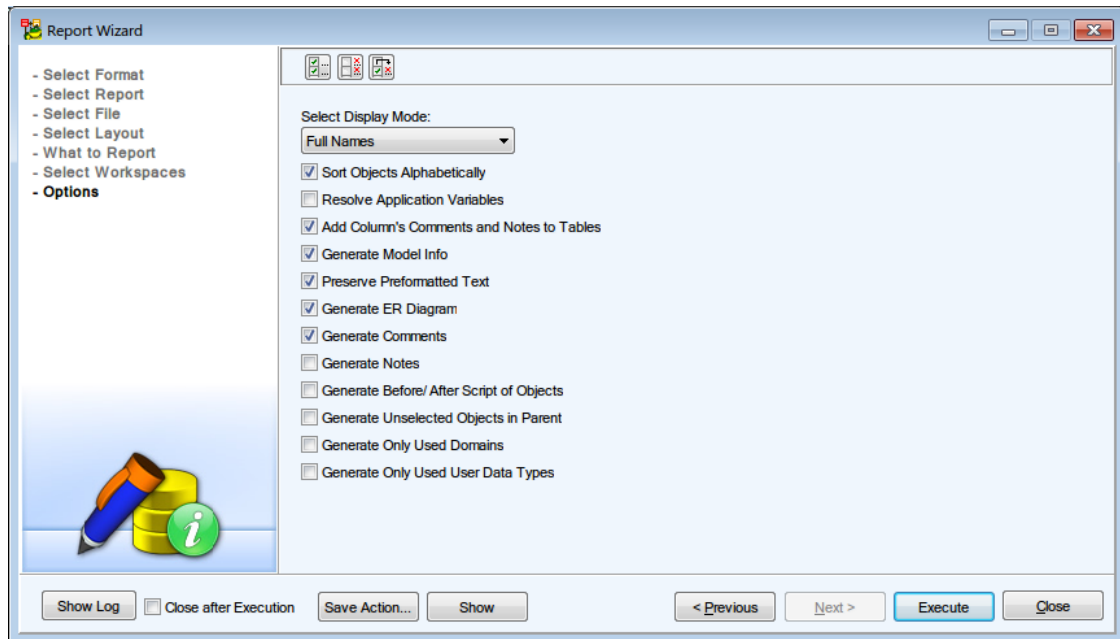 Report Wizard
- Select Format
- Select Report
- Select File
- Select Layout
- What to Report
- Select Workspaces
- Options
Select Display Mode:
Full Names
Sort Objects Alphabetically
Resolve Application Variables
Add Column's Comments and Notes to Tables
Generate Model Info
Preserve Preformatted Text
Generate ER Diagram
Generate Comments
Generate Notes
Generate Before/ After Script of Objects
Generate Unselected Objects in Parent
Generate Only Used Domains
Generate Only Used User Data Types
Show Log Close after Execution Save Action... Show < Previous Next > Execute Close